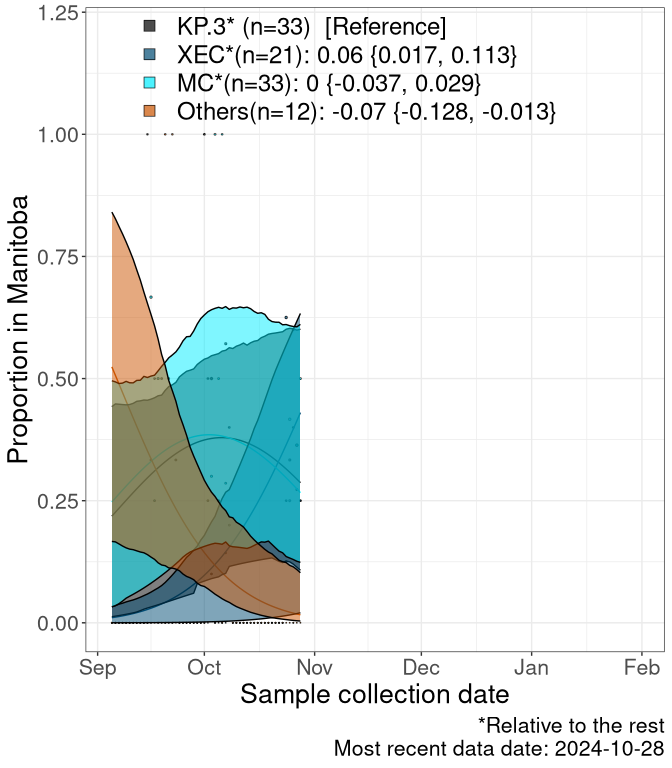 1.25
KP.3* (n=33)  [Reference]
XEC*(n=21): 0.06 {0.017, 0.113}
MC*(n=33): 0 {-0.037, 0.029}
Others(n=12): -0.07 {-0.128, -0.013}
1.00
0.75
0.50
0.25
0.00
Proportion in Manitoba
Sep Oct Nov Dec Jan Feb
Sample collection date
*Relative to the rest
Most recent data date: 2024-10-28